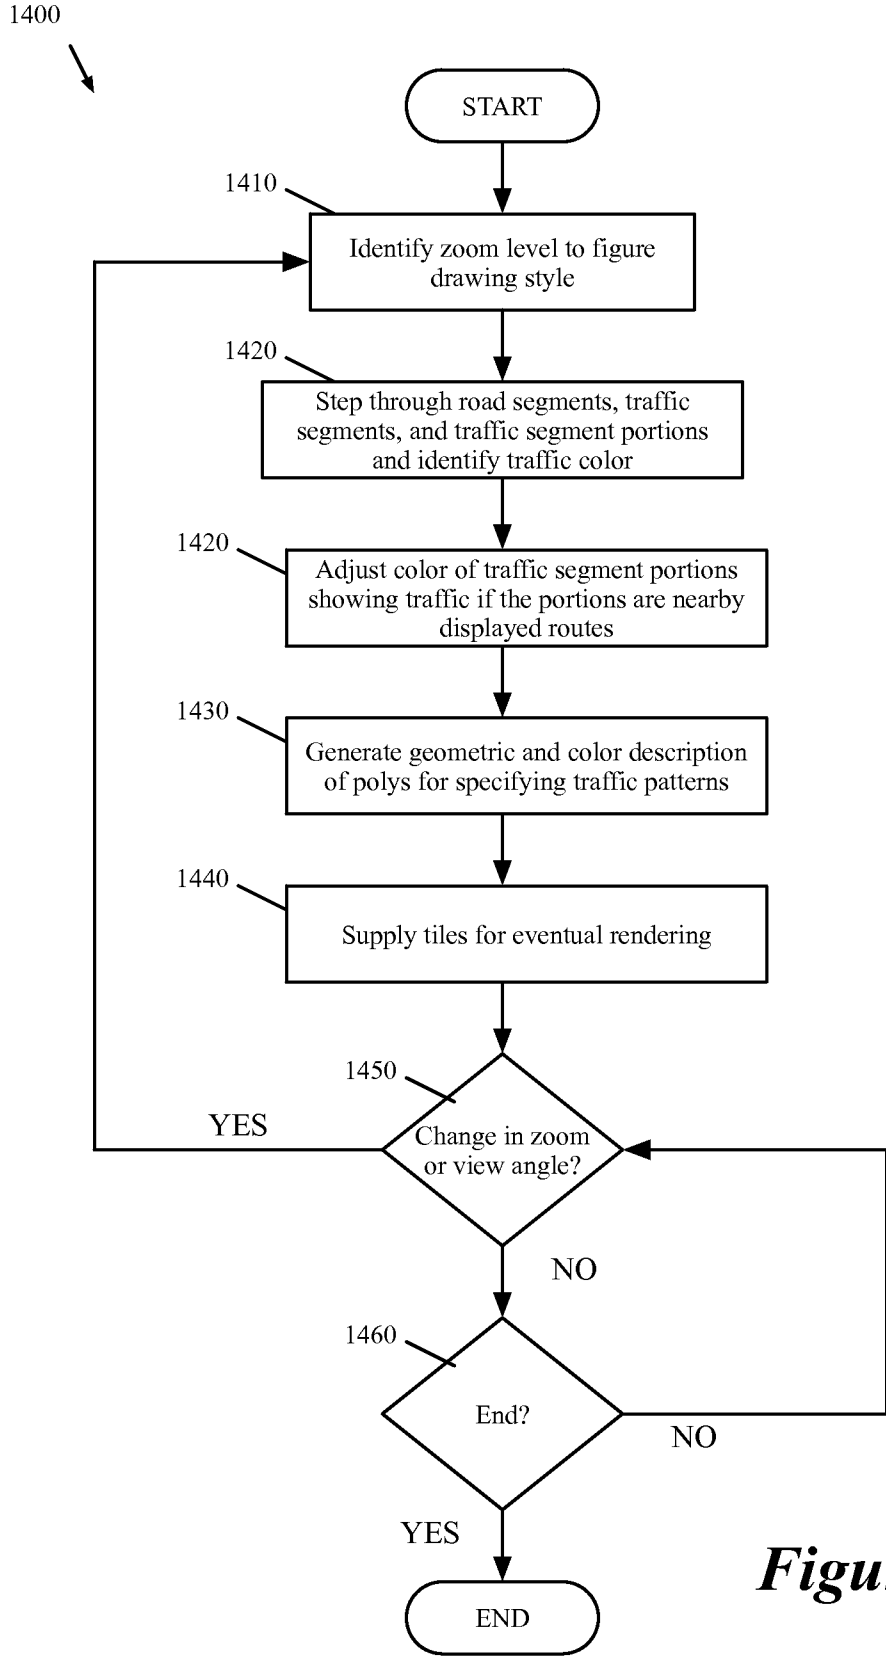 1400
START
1410
Identify zoom level to figure
drawing style
1420
Step through road segments, traffic
segments, and traffic segment portions
and identify traffic color
1420
Adjust color of traffic segment portions
showing traffic if the portions are nearby
displayed routes
1430
Generate geometric and color description
of polys for specifying traffic patterns
1440
Supply tiles for eventual rendering
1450
YES
Change in zoom
or view angle?
NO
1460
End?
NO
YES
END